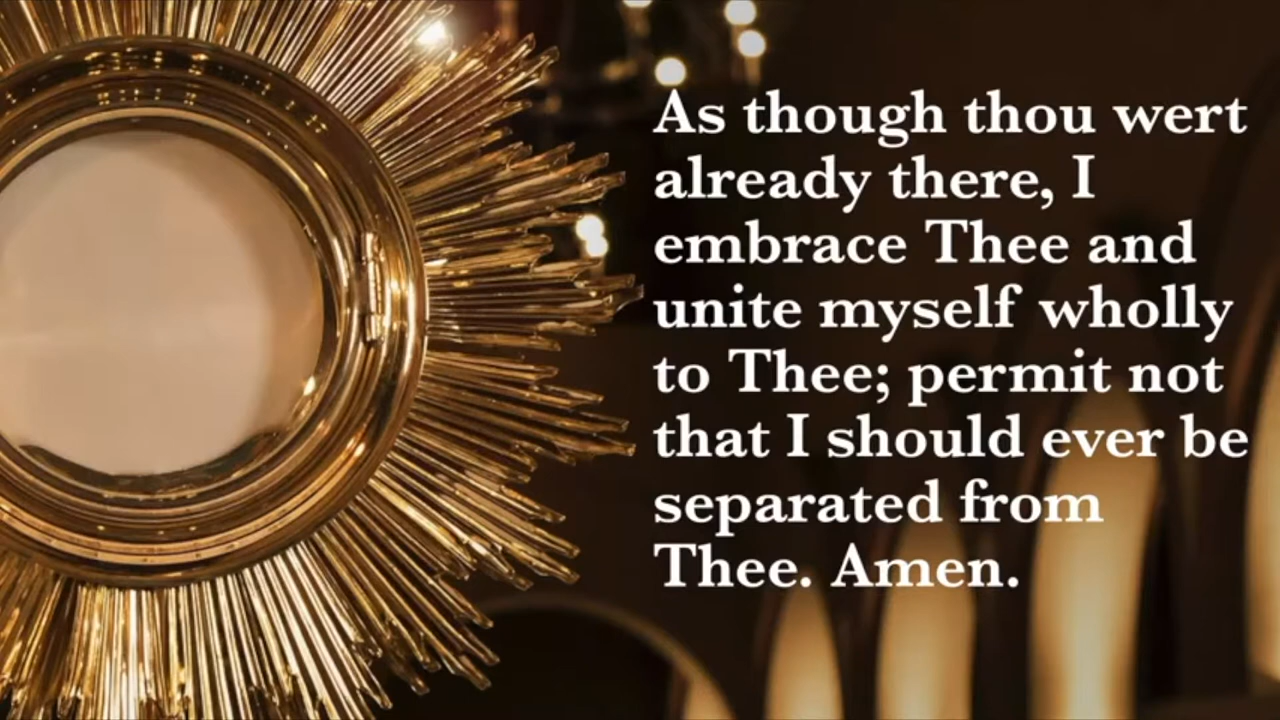 As though thou wert
already there, I
embrace Thee and
unite myself wholly
to Thee; permit not
that I should ever be
separated from
Thee. Amen.